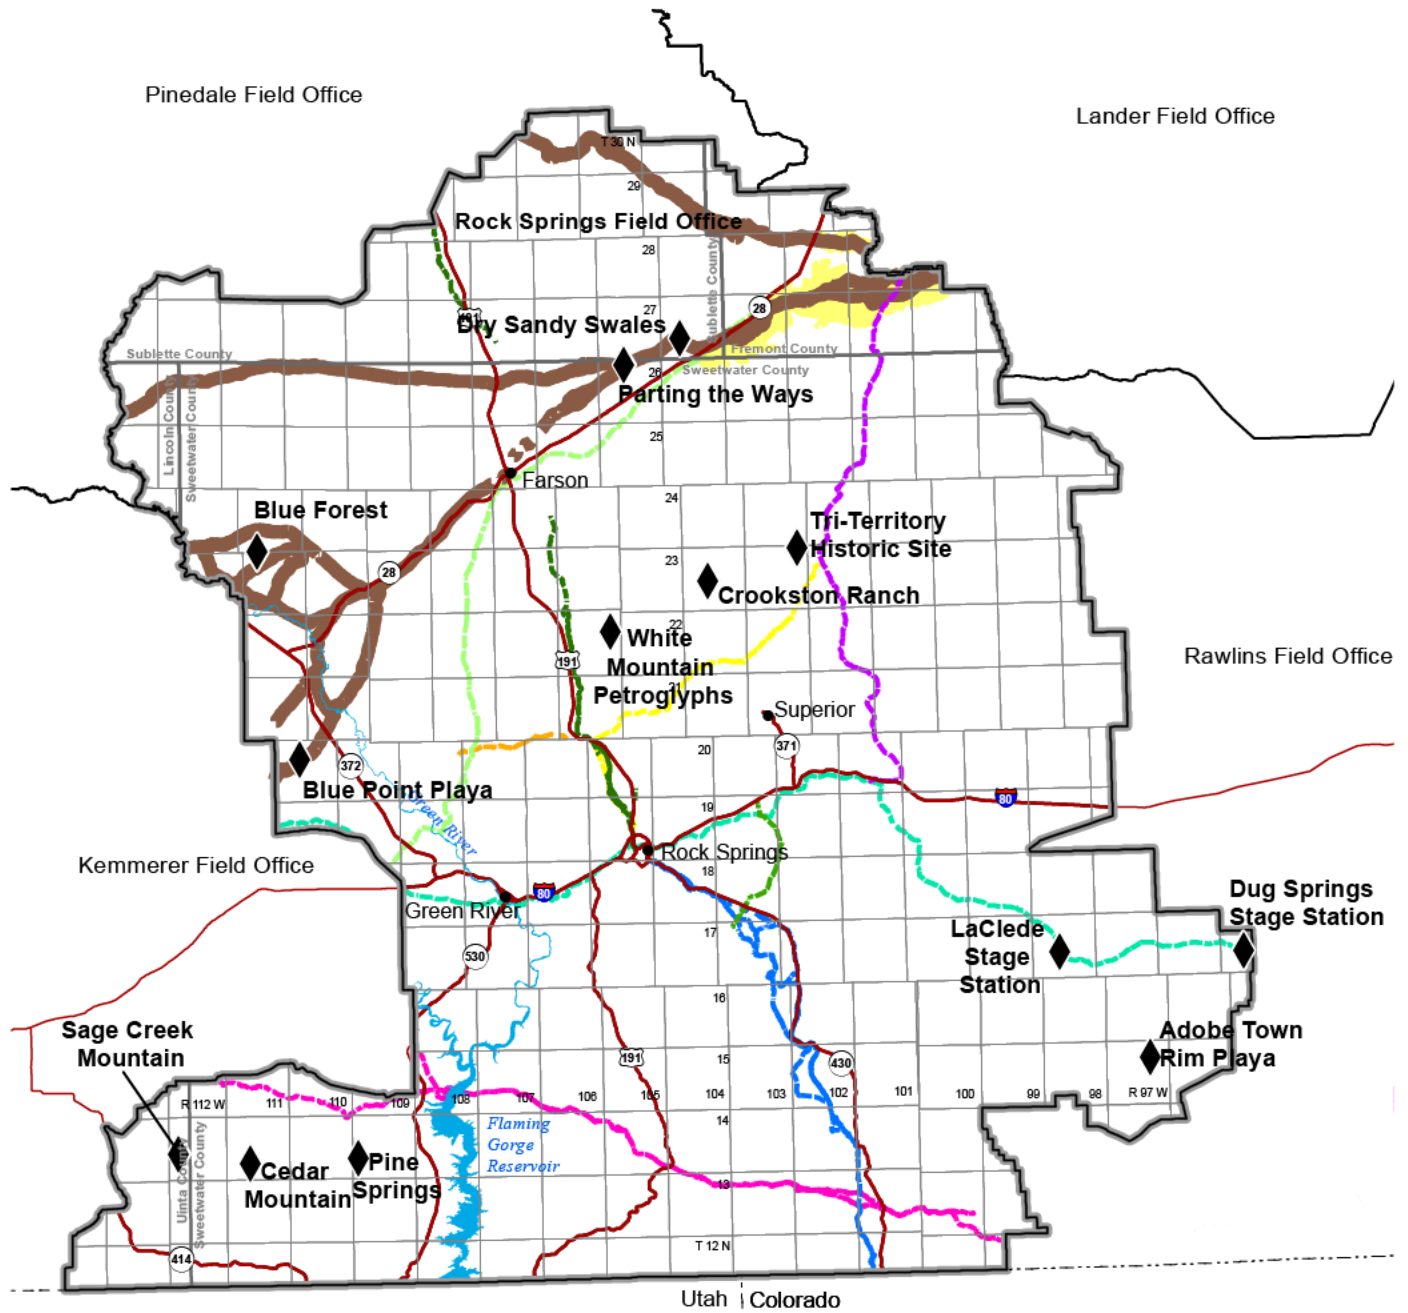 Pinedale Field Office
Lander Field Office
T 30 N
29
Rock Springs Field Office
28
Sublette County
27
28
191
Dry Sandy Swales
Sublette County
Fremont County
Sweetwater County
26
Parting the Ways
Lincoln County
Sweetwater County
25
Farson
24
Blue Forest
Tri-Territory
Historic Site
23
28
Crookston Ranch
22
White
Mountain
Petroglyphs
191
21
Rawlins Field Office
Superior
371
20
372
Blue Point Playa
19
80
Green River
Rock Springs
Kemmerer Field Office
18
80
Green River
Dug Springs
Stage Station
17
LaClede
Stage
Station
530
16
Sage Creek
Mountain
Adobe Town
Rim Playa
15
191
430
R 112 W
111
110
109
108
107
106
105
104
103
102
101
100
99
98
R 97 W
14
Flaming
Gorge
Reservoir
Uinta County
Sweetwater County
Cedar
Mountain
Pine
Springs
13
T 12 N
414
Utah
Colorado